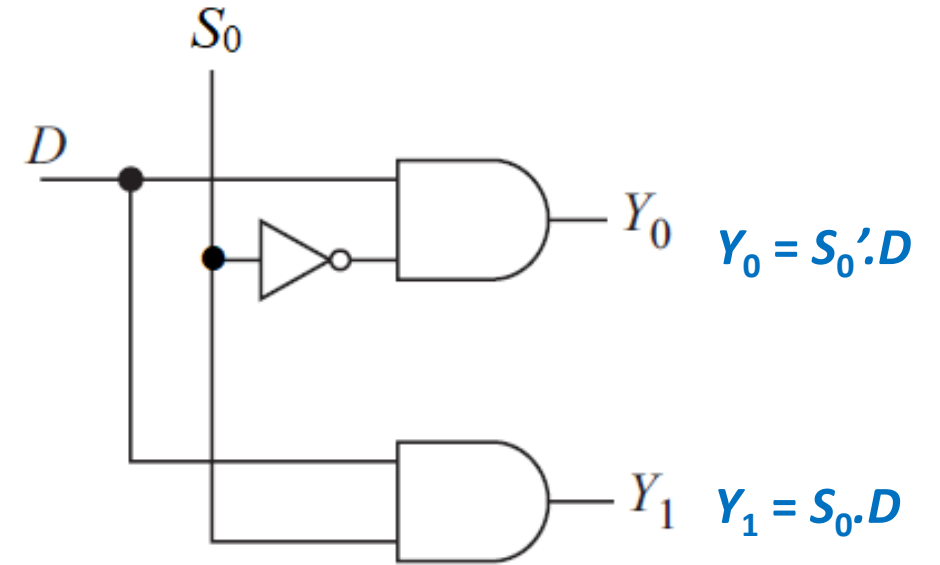 S₀
D
Y₀
Y₀ = S₀′.D
Y₁
Y₁ = S₀.D